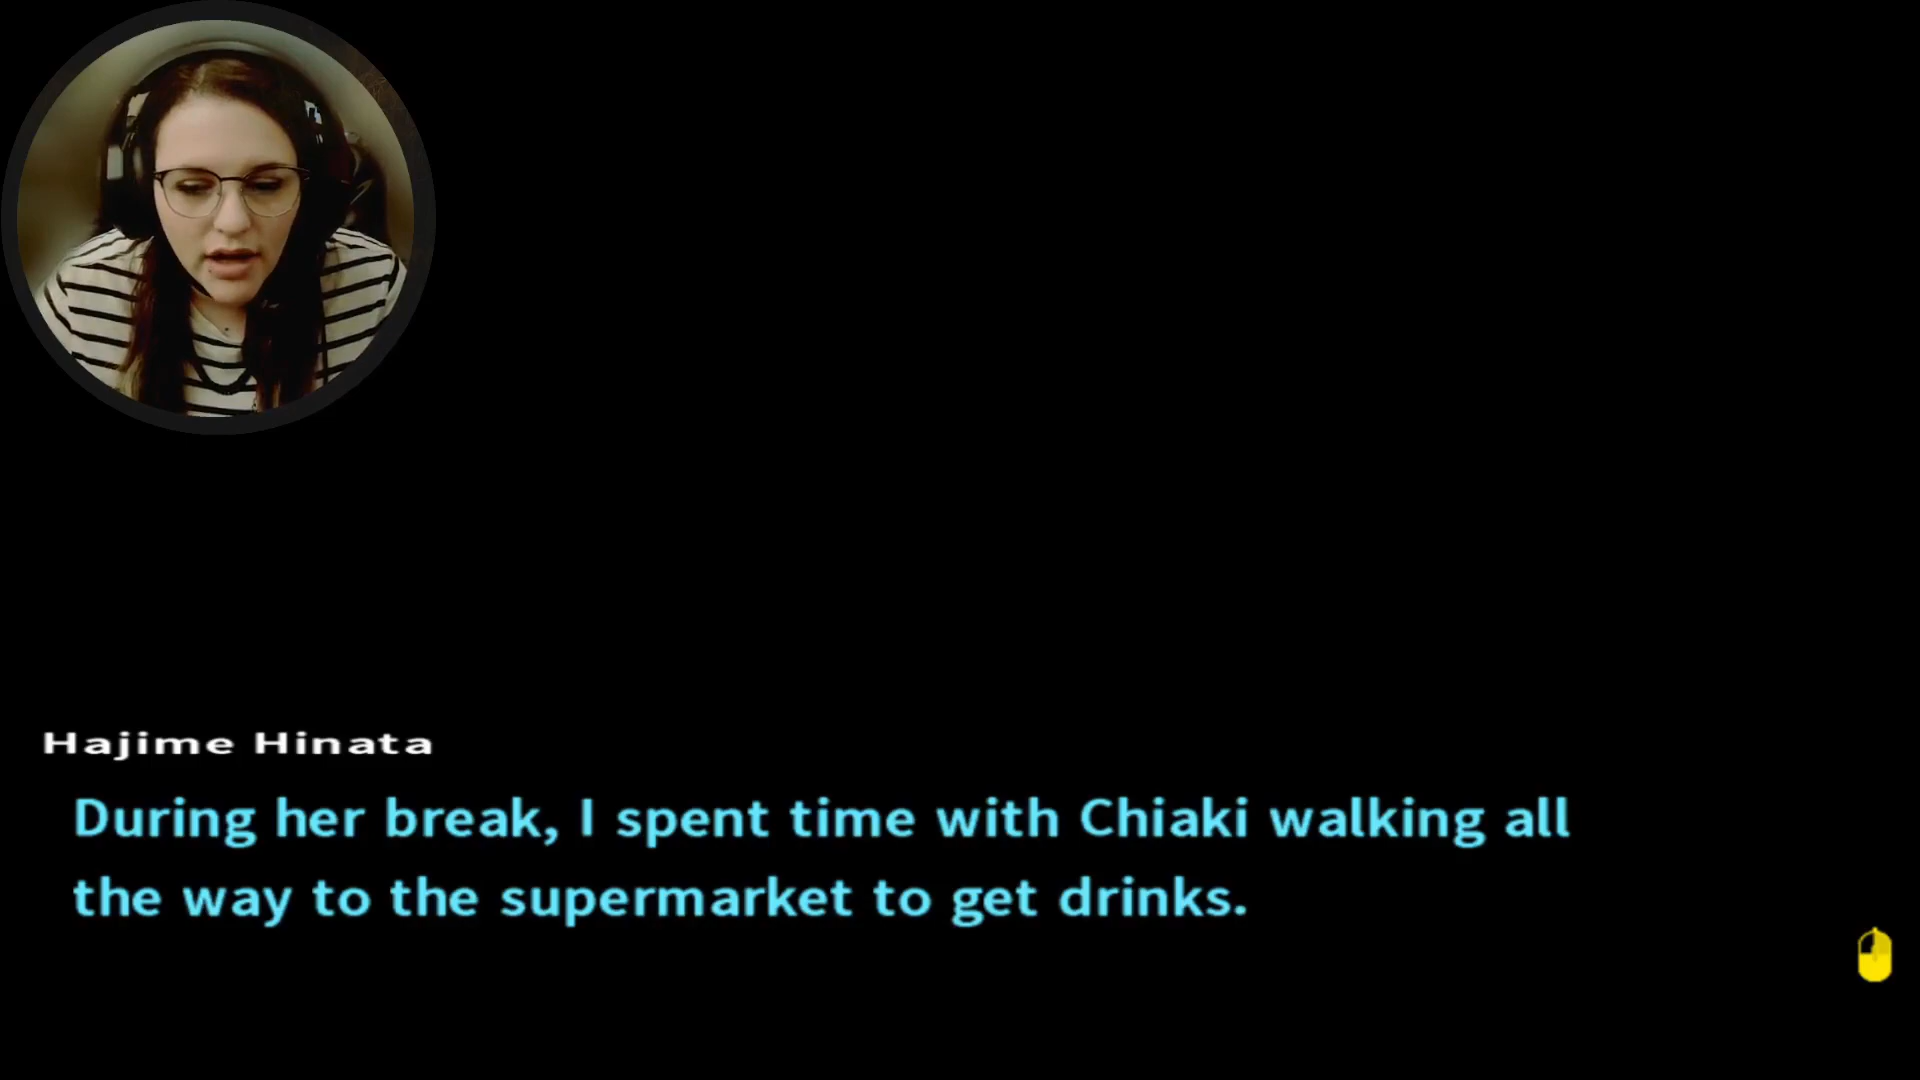 Hajime Hinata
During her break, I spent time with Chiaki walking all
the way to the supermarket to get drinks.